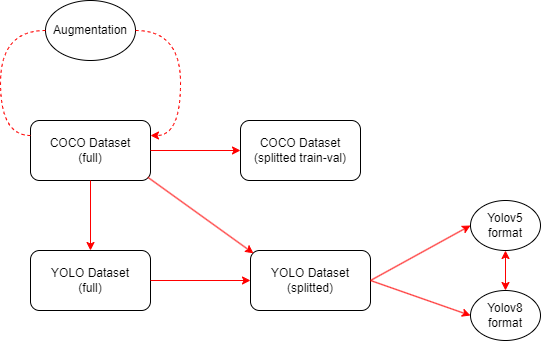 Augmentation
COCO Dataset
(full)
COCO Dataset
(splitted train-val)
YOLO Dataset
(full)
YOLO Dataset
(splitted)
Yolov5
format
Yolov8
format